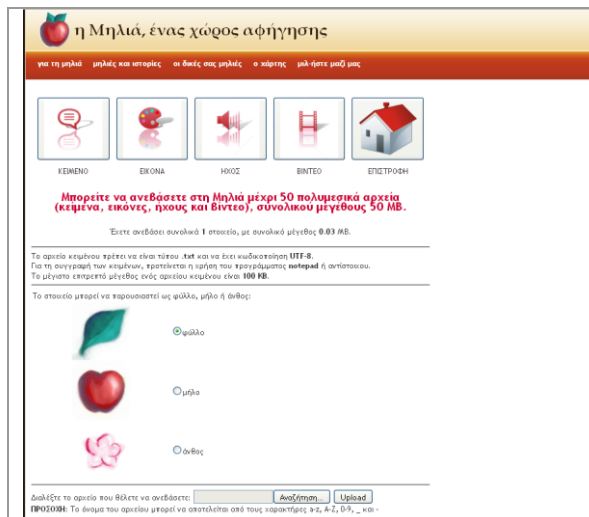 η Μηλιά, ένας χώρος αφήγησης
για τη μηλιά μηλιές και ιστορίες οι δικές σας μηλιές ο χάρτης μιλ-ήστε μαζί μας
ΚΕΙΜΕΝΟ ΕΙΚΟΝΑ ΗΧΟΣ ΒΙΝΤΕΟ ΕΠΙΣΤΡΟΦΗ
Μπορείτε να ανεβάσετε στη Μηλιά μέχρι 50 πολυμεσικά αρχεία
(κείμενα, εικόνες, ήχους και βίντεο), συνολικού μεγέθους 50 MB.
Έχετε ανεβάσει συνολικά 1 στοιχείο, με συνολικό μέγεθος 0.03 MB.
Το αρχείο κειμένου πρέπει να είναι τύπου .txt και να έχει κωδικοποίηση UTF-8.
Για τη συγγραφή των κειμένων, προτείνεται η χρήση του προγράμματος notepad ή αντίστοιχου.
Το μέγιστο επιτρεπτό μέγεθος ενός αρχείου κειμένου είναι 100 KB.
Το στοιχείο μπορεί να παρουσιαστεί ως φύλλο, μήλο ή άνθος:
φύλλο
μήλο
άνθος
Διαλέξτε το αρχείο που θέλετε να ανεβάσετε: Αναζήτηση... Upload
ΠΡΟΣΟΧΗ: Το όνομα του αρχείου μπορεί να αποτελείται από τους χαρακτήρες a-z, A-Z, 0-9, _ και -